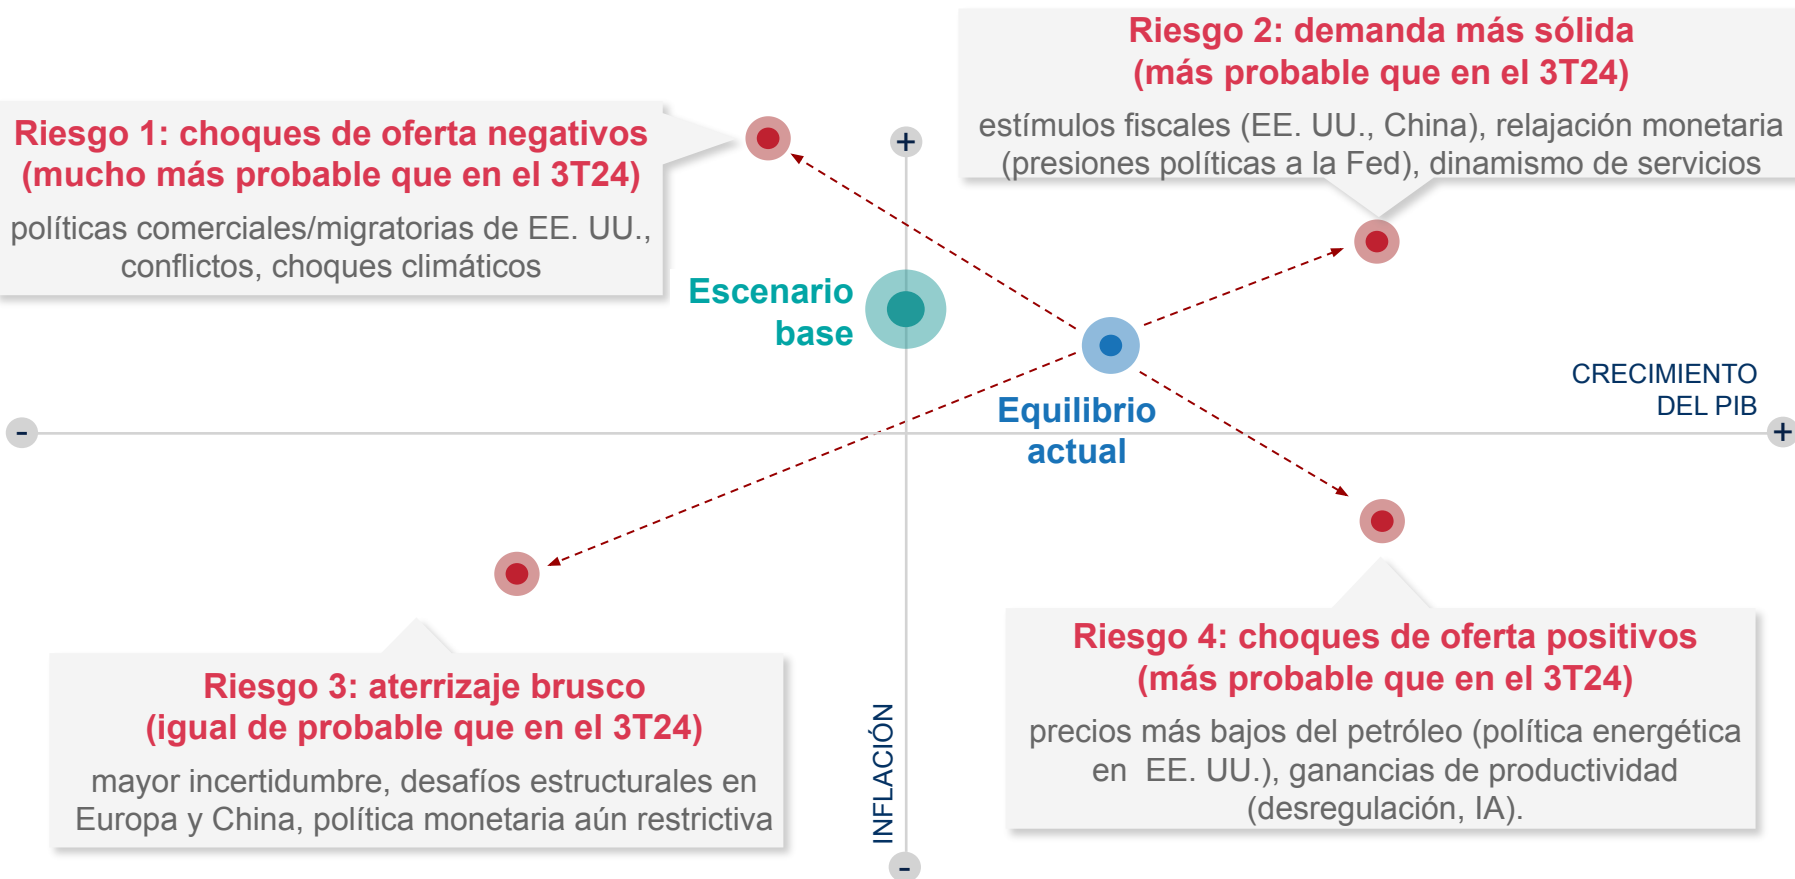 Riesgo 1: choques de oferta negativos
(mucho más probable que en el 3T24)
políticas comerciales/migratorias de EE. UU.,
conflictos, choques climáticos
Riesgo 2: demanda más sólida
(más probable que en el 3T24)
estímulos fiscales (EE. UU., China), relajación monetaria
(presiones políticas a la Fed), dinamismo de servicios
+
Escenario
base
Equilibrio
actual
CRECIMIENTO
DEL PIB
-
+
Riesgo 3: aterrizaje brusco
(igual de probable que en el 3T24)
mayor incertidumbre, desafíos estructurales en
Europa y China, política monetaria aún restrictiva
INFLACIÓN
-
Riesgo 4: choques de oferta positivos
(más probable que en el 3T24)
precios más bajos del petróleo (política energética
en EE. UU.), ganancias de productividad
(desregulación, IA).